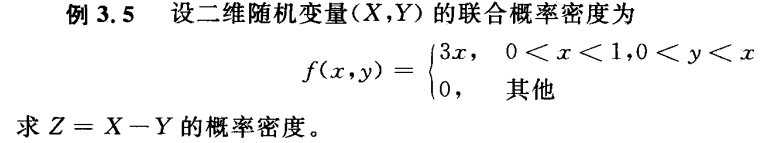 例 3.5 设二维随机变量(X,Y)的联合概率密度为
f(x,y) = {3x, 0 < x < 1,0 < y < x
0, 其他
求 Z = X − Y 的概率密度。